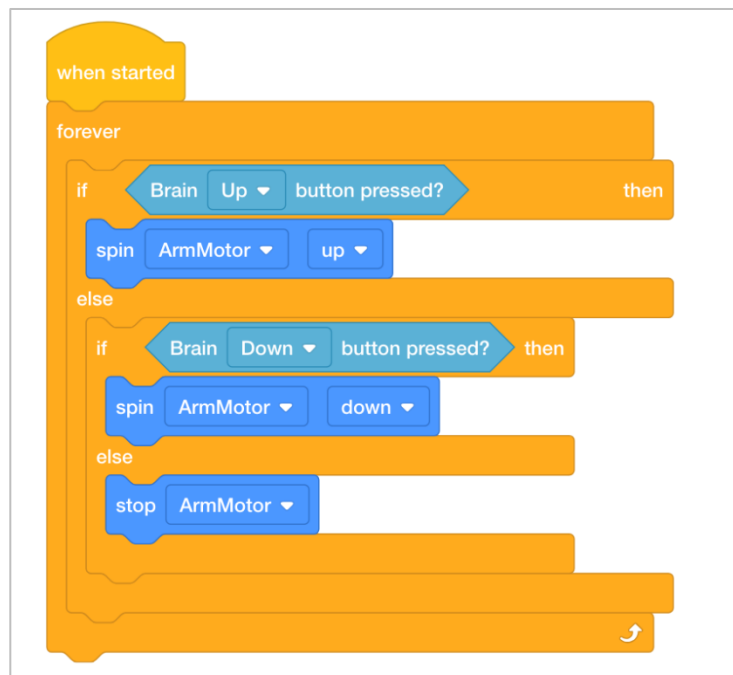 when started
forever
if Brain Up button pressed? then
spin ArmMotor up
else
if Brain Down button pressed? then
spin ArmMotor down
else
stop ArmMotor